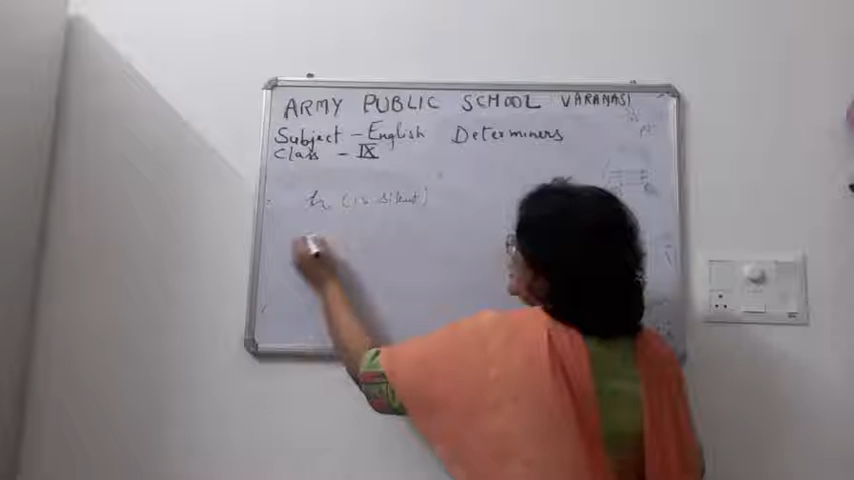 ARMY PUBLIC SCHOOL VARANASI
Subject - English Determiners
Class - IX
h (is silent)